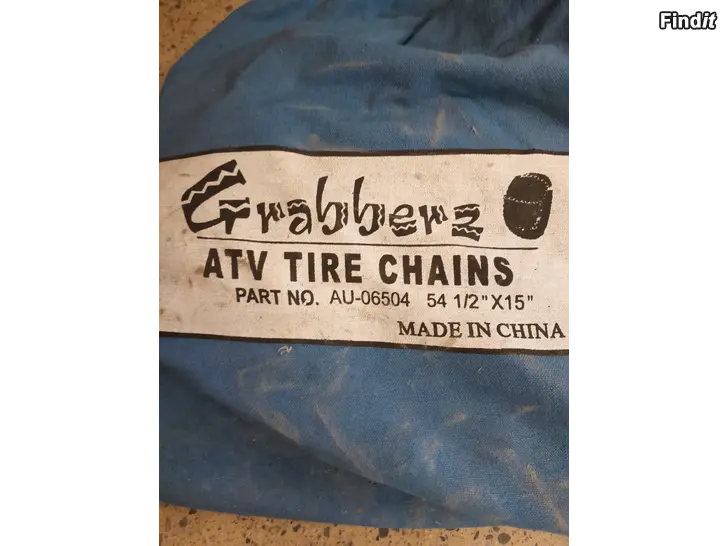 Findit
Grabberz
ATV TIRE CHAINS
PART NO. AU-06504 54 1/2"X15"
MADE IN CHINA